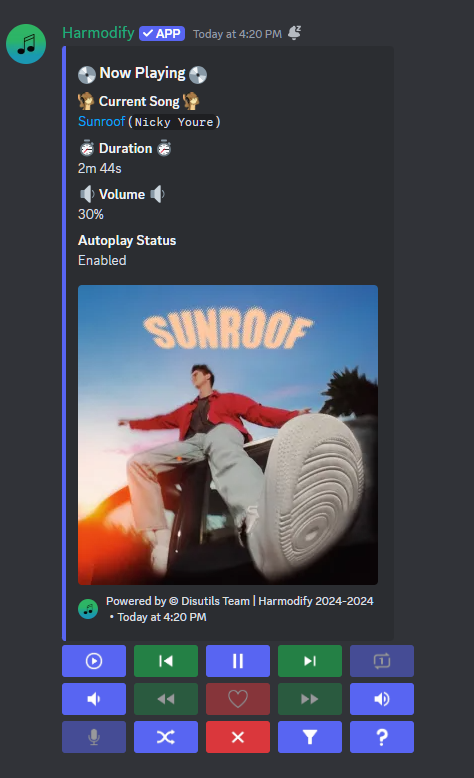 Harmodify ✓ APP Today at 4:20 PM
Now Playing
Current Song
Sunroof (Nicky Youre)
Duration
2m 44s
Volume
30%
Autoplay Status
Enabled
SUNROOF
Powered by © Disutils Team | Harmodify 2024-2024
• Today at 4:20 PM
1
?